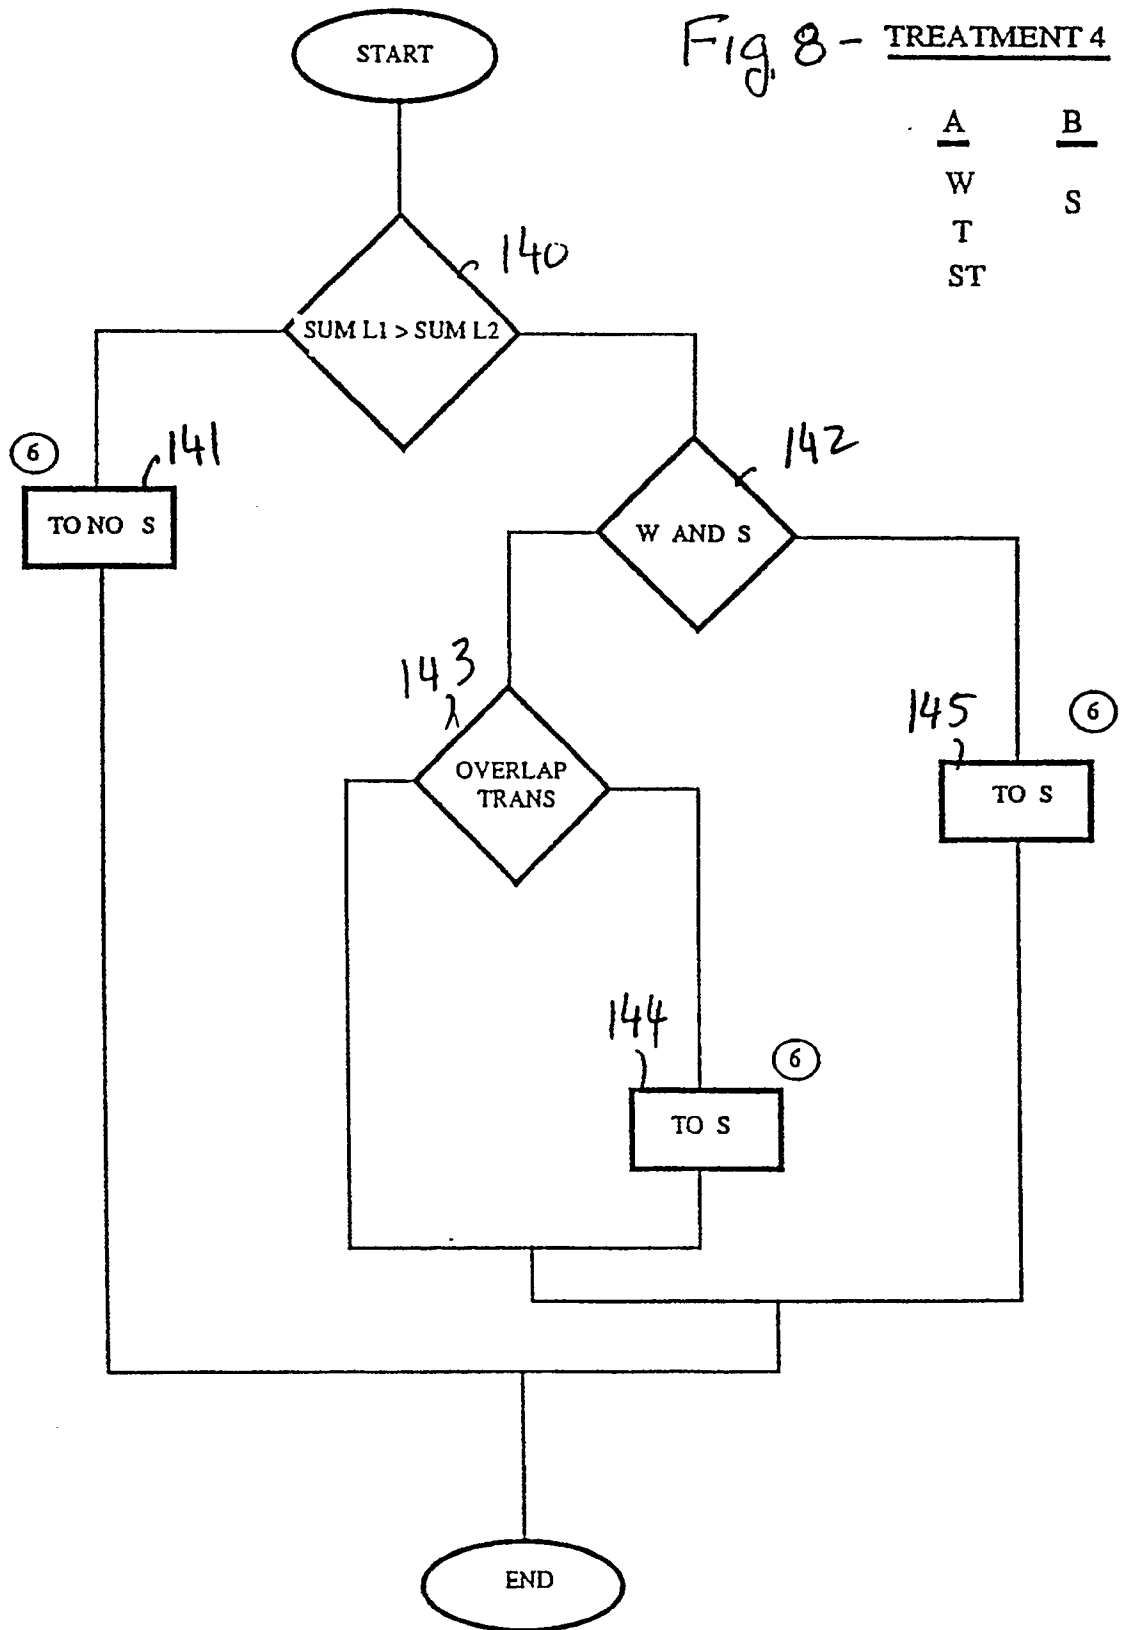 START
Fig. 8 - TREATMENT 4
A B
W
S
T
ST
140
SUM L1 > SUM L2
6
141
TO NO S
142
W AND S
143
OVERLAP
TRANS
145
6
TO S
144
6
TO S
END